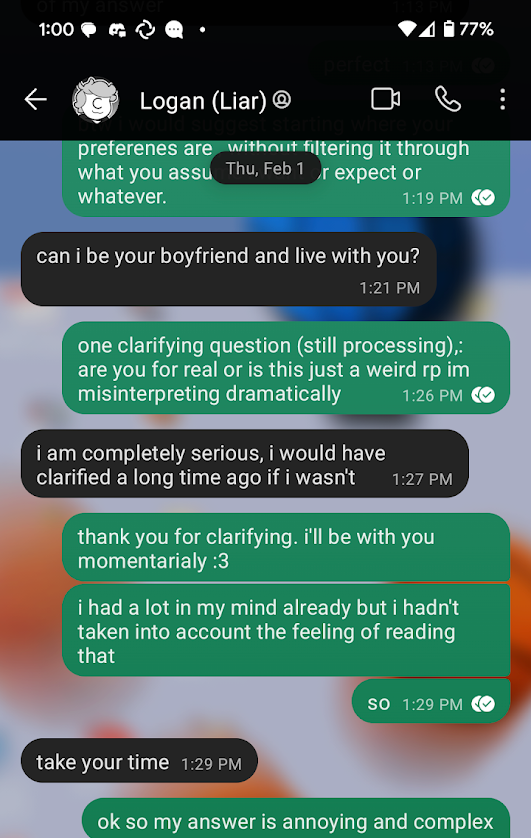 of my answer
1:13 PM
1:00
77%
perfect
Logan (Liar)
would suggest starting where your
preferenes are without filtering it through
what you assu
r expect or
Thu, Feb 1
whatever.
1:19 PM
can i be your boyfriend and live with you?
1:21 PM
one clarifying question (still processing),:
are you for real or is this just a weird rp im
misinterpreting dramatically
1:26 PM
i am completely serious, i would have
clarified a long time ago if i wasn't
1:27 PM
thank you for clarifying. i'll be with you
momentarialy :3
i had a lot in my mind already but i hadn't
taken into account the feeling of reading
that
so
1:29 PM
take your time
1:29 PM
ok so my answer is annoying and complex